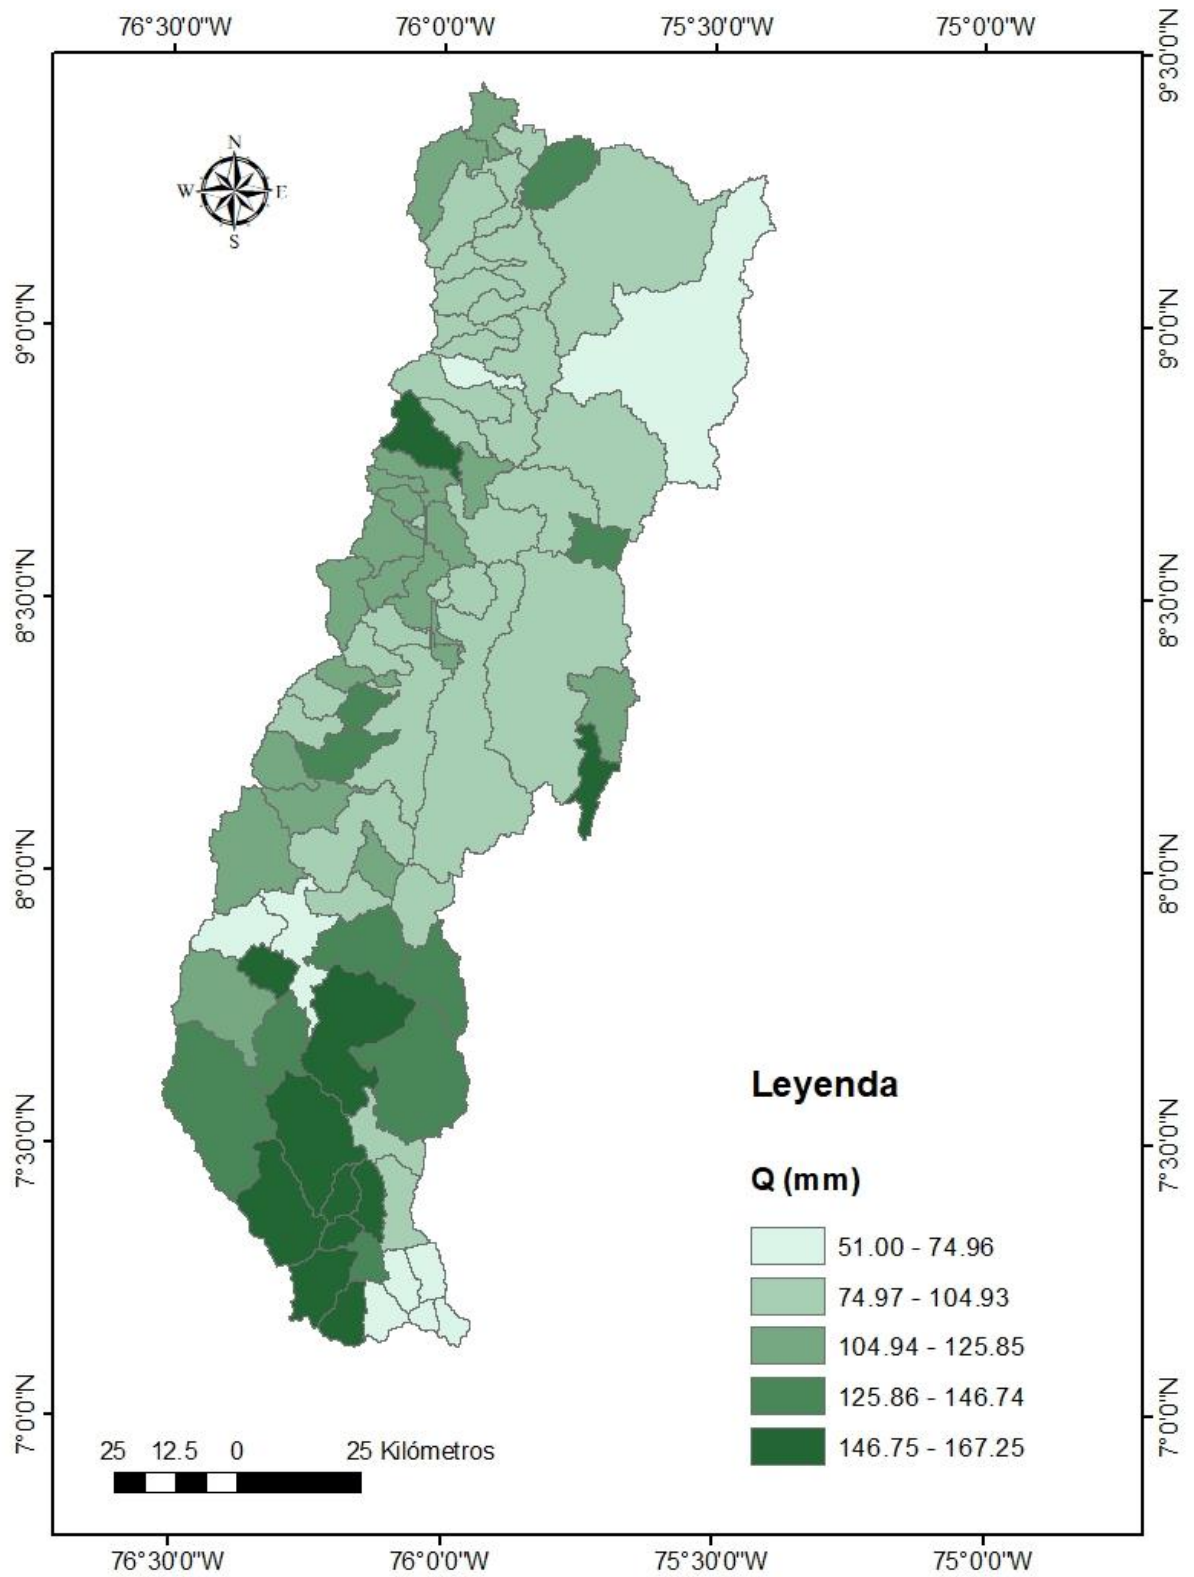 76°30'0"W 76°0'0"W 75°30'0"W 75°0'0"W
9°30'0"N
N
W E
S
9°0'0"N 9°0'0"N
8°30'0"N 8°30'0"N
8°0'0"N 8°0'0"N
Leyenda
7°30'0"N 7°30'0"N
Q (mm)
51.00 - 74.96
74.97 - 104.93
104.94 - 125.85
125.86 - 146.74
146.75 - 167.25
7°0'0"N 7°0'0"N
25 12.5 0 25 Kilómetros
76°30'0"W 76°0'0"W 75°30'0"W 75°0'0"W